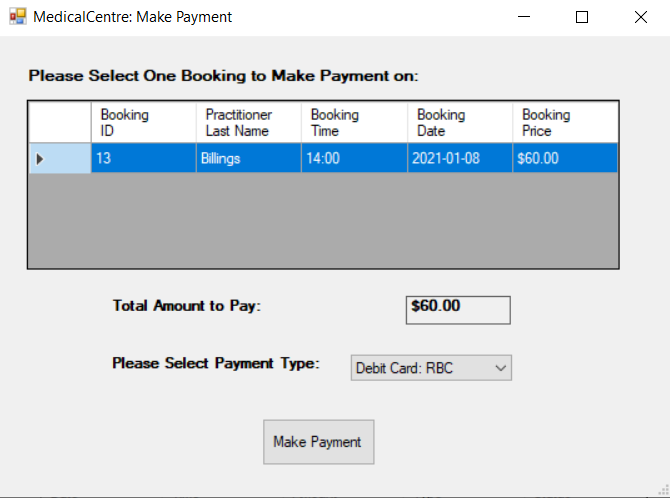 MedicalCentre: Make Payment
Please Select One Booking to Make Payment on:
Booking ID Practitioner Last Name Booking Time Booking Date Booking Price
13 Billings 14:00 2021-01-08 $60.00
Total Amount to Pay: $60.00
Please Select Payment Type: Debit Card: RBC
Make Payment